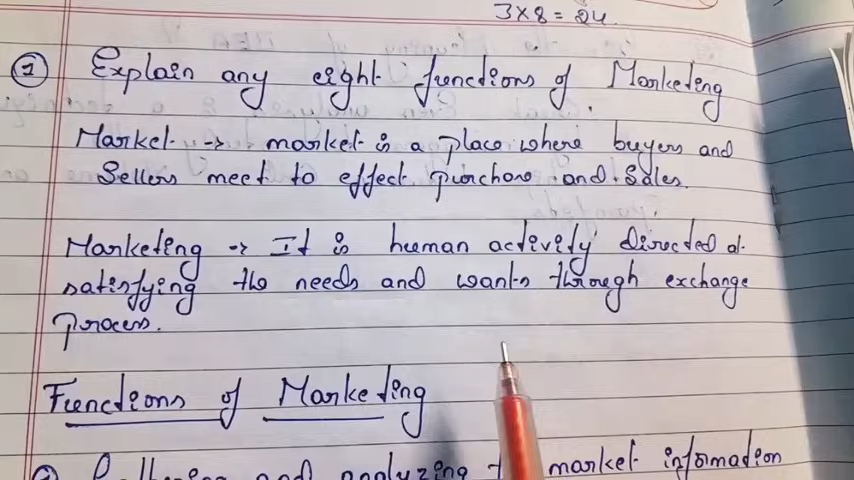 3x8 = 24
1 Explain any eight functions of Marketing.
Market → market is a place where buyers and
Sellers meet to effect purchase and sales.
Marketing → It is human activity directed at
satisfying the needs and wants through exchange
process.
Functions of Marketing
and analyzing market information